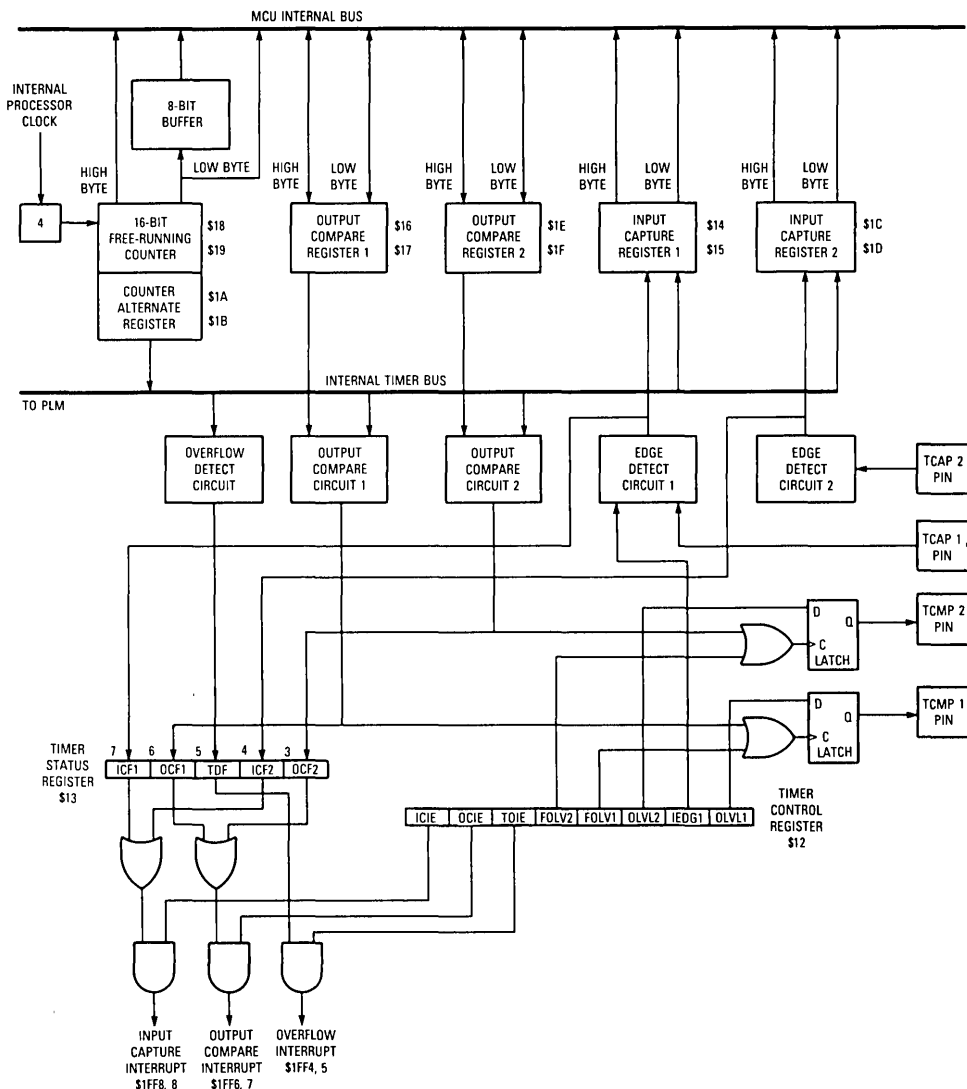 MCU INTERNAL BUS
INTERNAL
PROCESSOR
CLOCK
8-BIT
BUFFER
HIGH
BYTE
LOW BYTE
HIGH
BYTE
LOW
BYTE
HIGH
BYTE
LOW
BYTE
HIGH
BYTE
LOW
BYTE
HIGH
BYTE
LOW
BYTE
4
16-BIT
FREE-RUNNING
COUNTER
$18
$19
COUNTER
ALTERNATE
REGISTER
$1A
$1B
OUTPUT
COMPARE
REGISTER 1
$16
$17
OUTPUT
COMPARE
REGISTER 2
$1E
$1F
INPUT
CAPTURE
REGISTER 1
$14
$15
INPUT
CAPTURE
REGISTER 2
$1C
$1D
INTERNAL TIMER BUS
TO PLM
OVERFLOW
DETECT
CIRCUIT
OUTPUT
COMPARE
CIRCUIT 1
OUTPUT
COMPARE
CIRCUIT 2
EDGE
DETECT
CIRCUIT 1
EDGE
DETECT
CIRCUIT 2
TCAP 2
PIN
TCAP 1
PIN
D
Q
C
LATCH
TCMP 2
PIN
D
Q
C
LATCH
TCMP 1
PIN
TIMER
STATUS
REGISTER
$13
7 6 5 4 3
ICF1 OCF1 TDF ICF2 OCF2
ICIE OCIE TOIE FOLV2 FOLV1 OLVL2 IEDG1 OLVL1
TIMER
CONTROL
REGISTER
$12
INPUT
CAPTURE
INTERRUPT
$1FF8, 8
OUTPUT
COMPARE
INTERRUPT
$1FF6, 7
OVERFLOW
INTERRUPT
$1FF4, 5